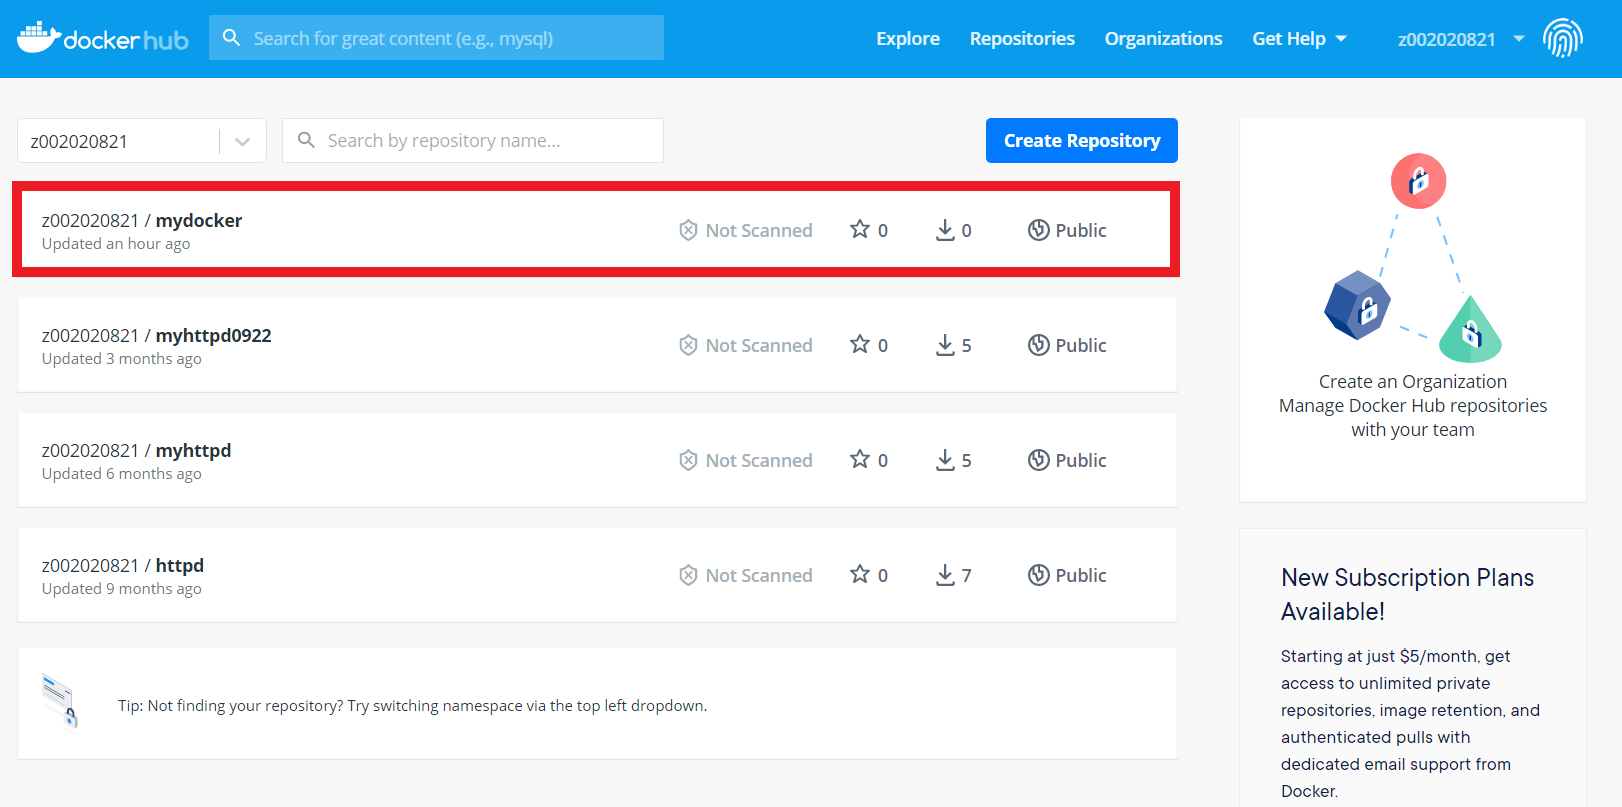 docker hub
Search for great content (e.g., mysql)
Explore
Repositories
Organizations
Get Help
z002020821
z002020821
Search by repository name...
Create Repository
z002020821 / mydocker
Updated an hour ago
Not Scanned
0
0
Public
z002020821 / myhttpd0922
Updated 3 months ago
Not Scanned
0
5
Public
z002020821 / myhttpd
Updated 6 months ago
Not Scanned
0
5
Public
z002020821 / httpd
Updated 9 months ago
Not Scanned
0
7
Public
Tip: Not finding your repository? Try switching namespace via the top left dropdown.
Create an Organization
Manage Docker Hub repositories
with your team
New Subscription Plans
Available!
Starting at just $5/month, get
access to unlimited private
repositories, image retention, and
authenticated pulls with
dedicated email support from
Docker.